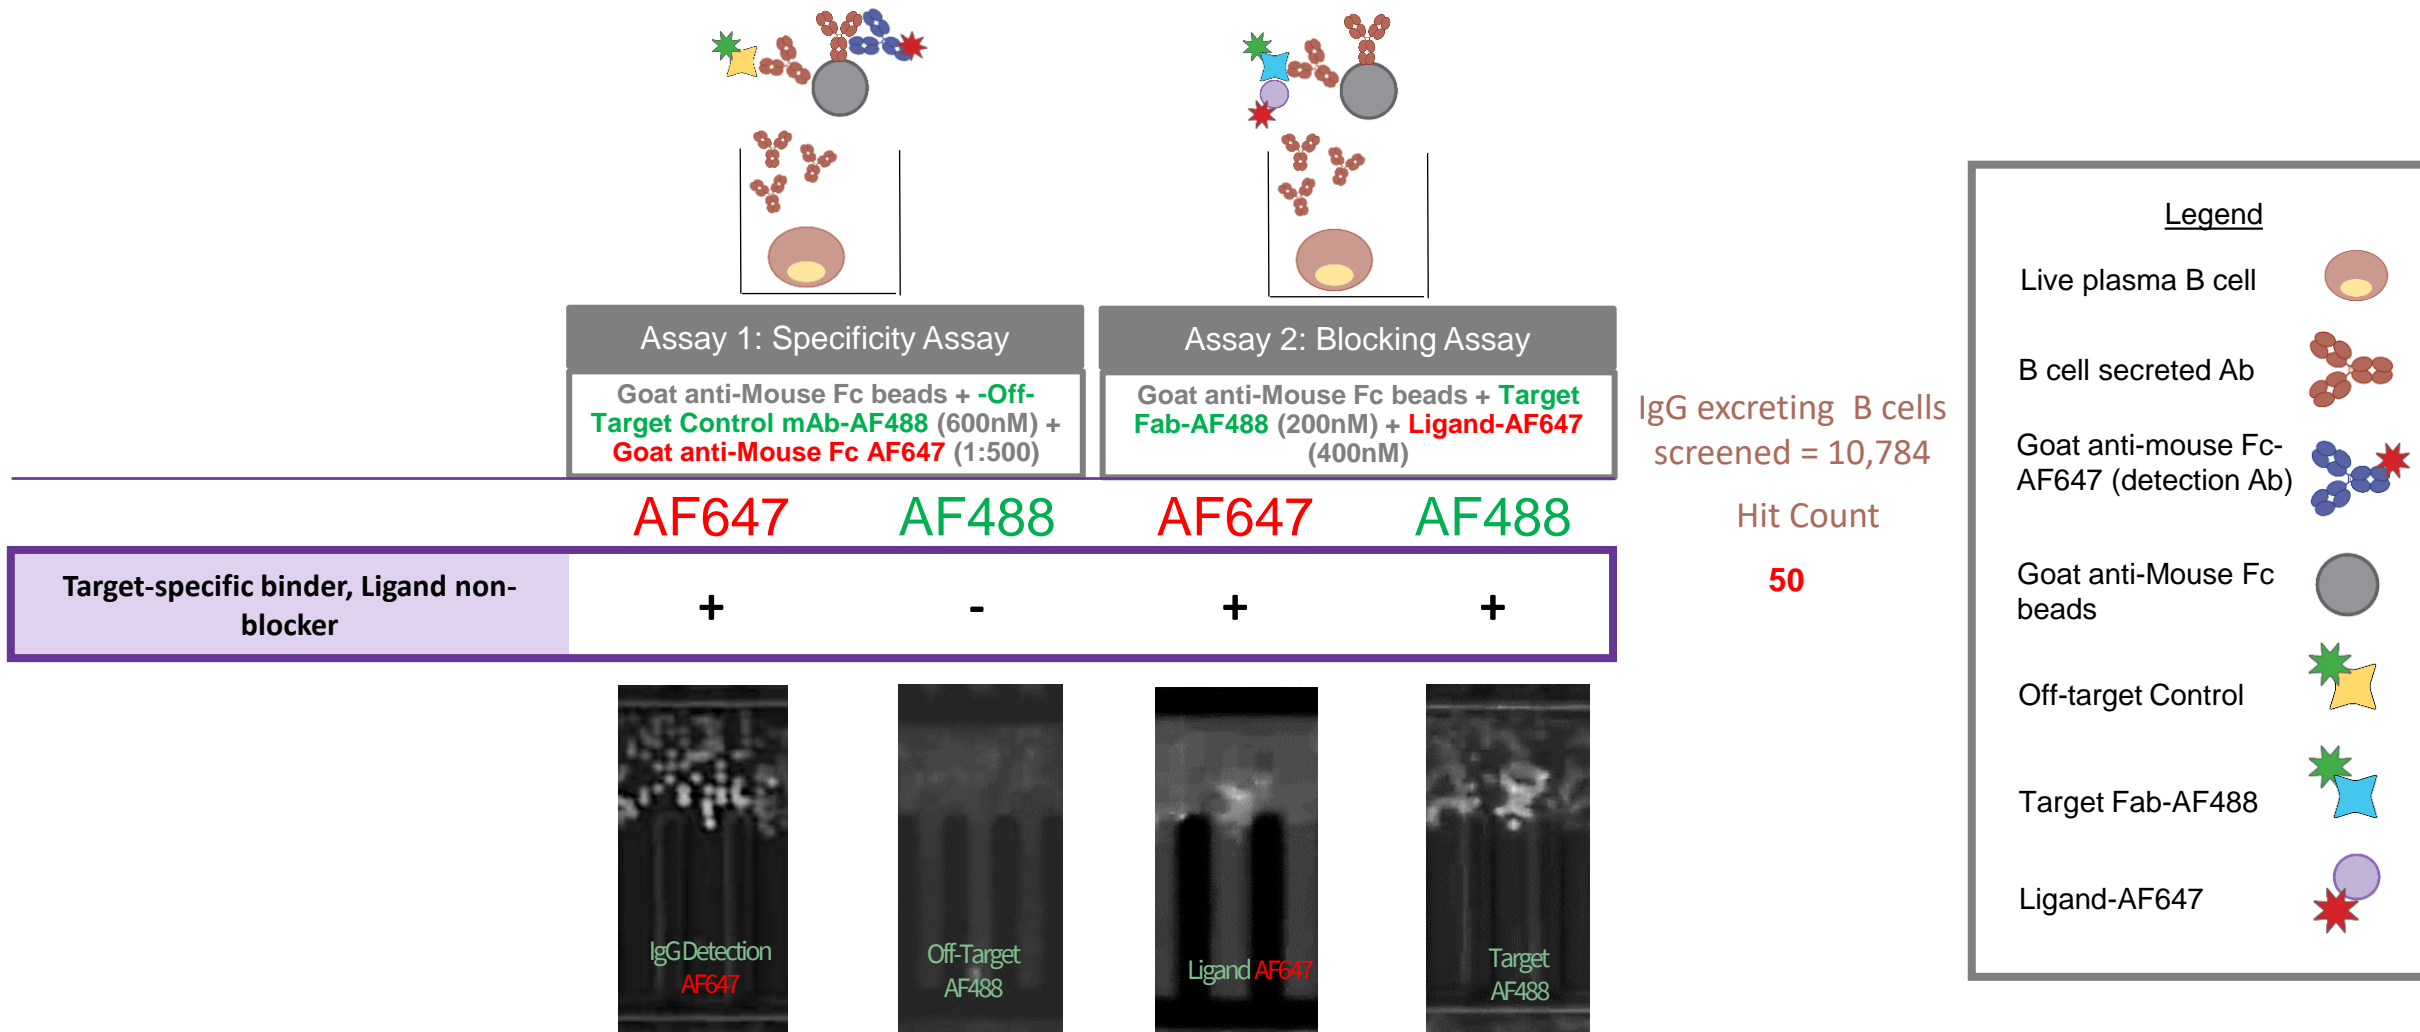 Assay 1: Specificity Assay
Goat anti-Mouse Fc beads + -Off-
Target Control mAb-AF488 (600nM) +
Goat anti-Mouse Fc AF647 (1:500)
Assay 2: Blocking Assay
Goat anti-Mouse Fc beads + Target
Fab-AF488 (200nM) + Ligand-AF647
(400nM)
IgG excreting B cells
screened = 10,784
AF647
AF488
AF647
AF488
Hit Count
Target-specific binder, Ligand non-
blocker
+
-
+
+
50
IgG Detection
AF647
Off-Target
AF488
Ligand AF647
Target
AF488
Legend
Live plasma B cell
B cell secreted Ab
Goat anti-mouse Fc-
AF647 (detection Ab)
Goat anti-Mouse Fc
beads
Off-target Control
Target Fab-AF488
Ligand-AF647